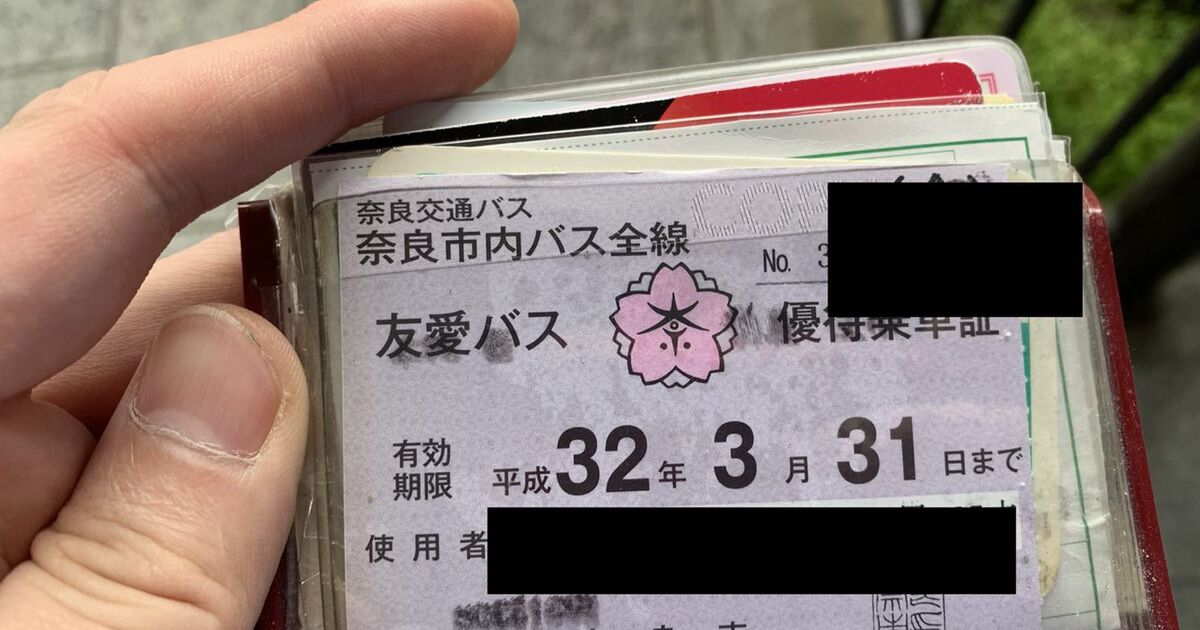 奈良交通バス
奈良市内バス全線
No. 3
友愛バス 優待乗車証
有効期限 平成32年3月31日まで
使用者